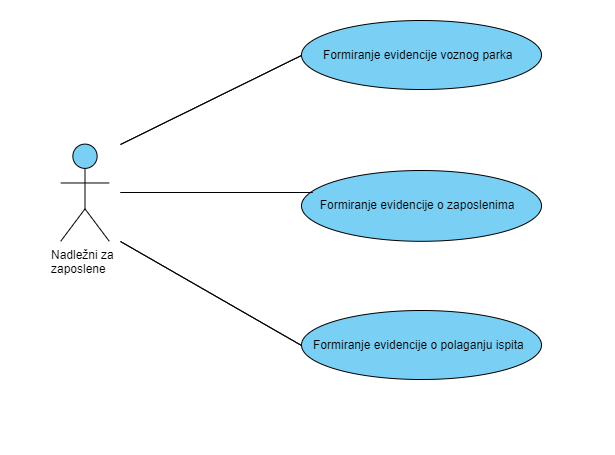 Formiranje evidencije voznog parka
Formiranje evidencije o zaposlenima
Nadležni za
zaposlene
Formiranje evidencije o polaganju ispita